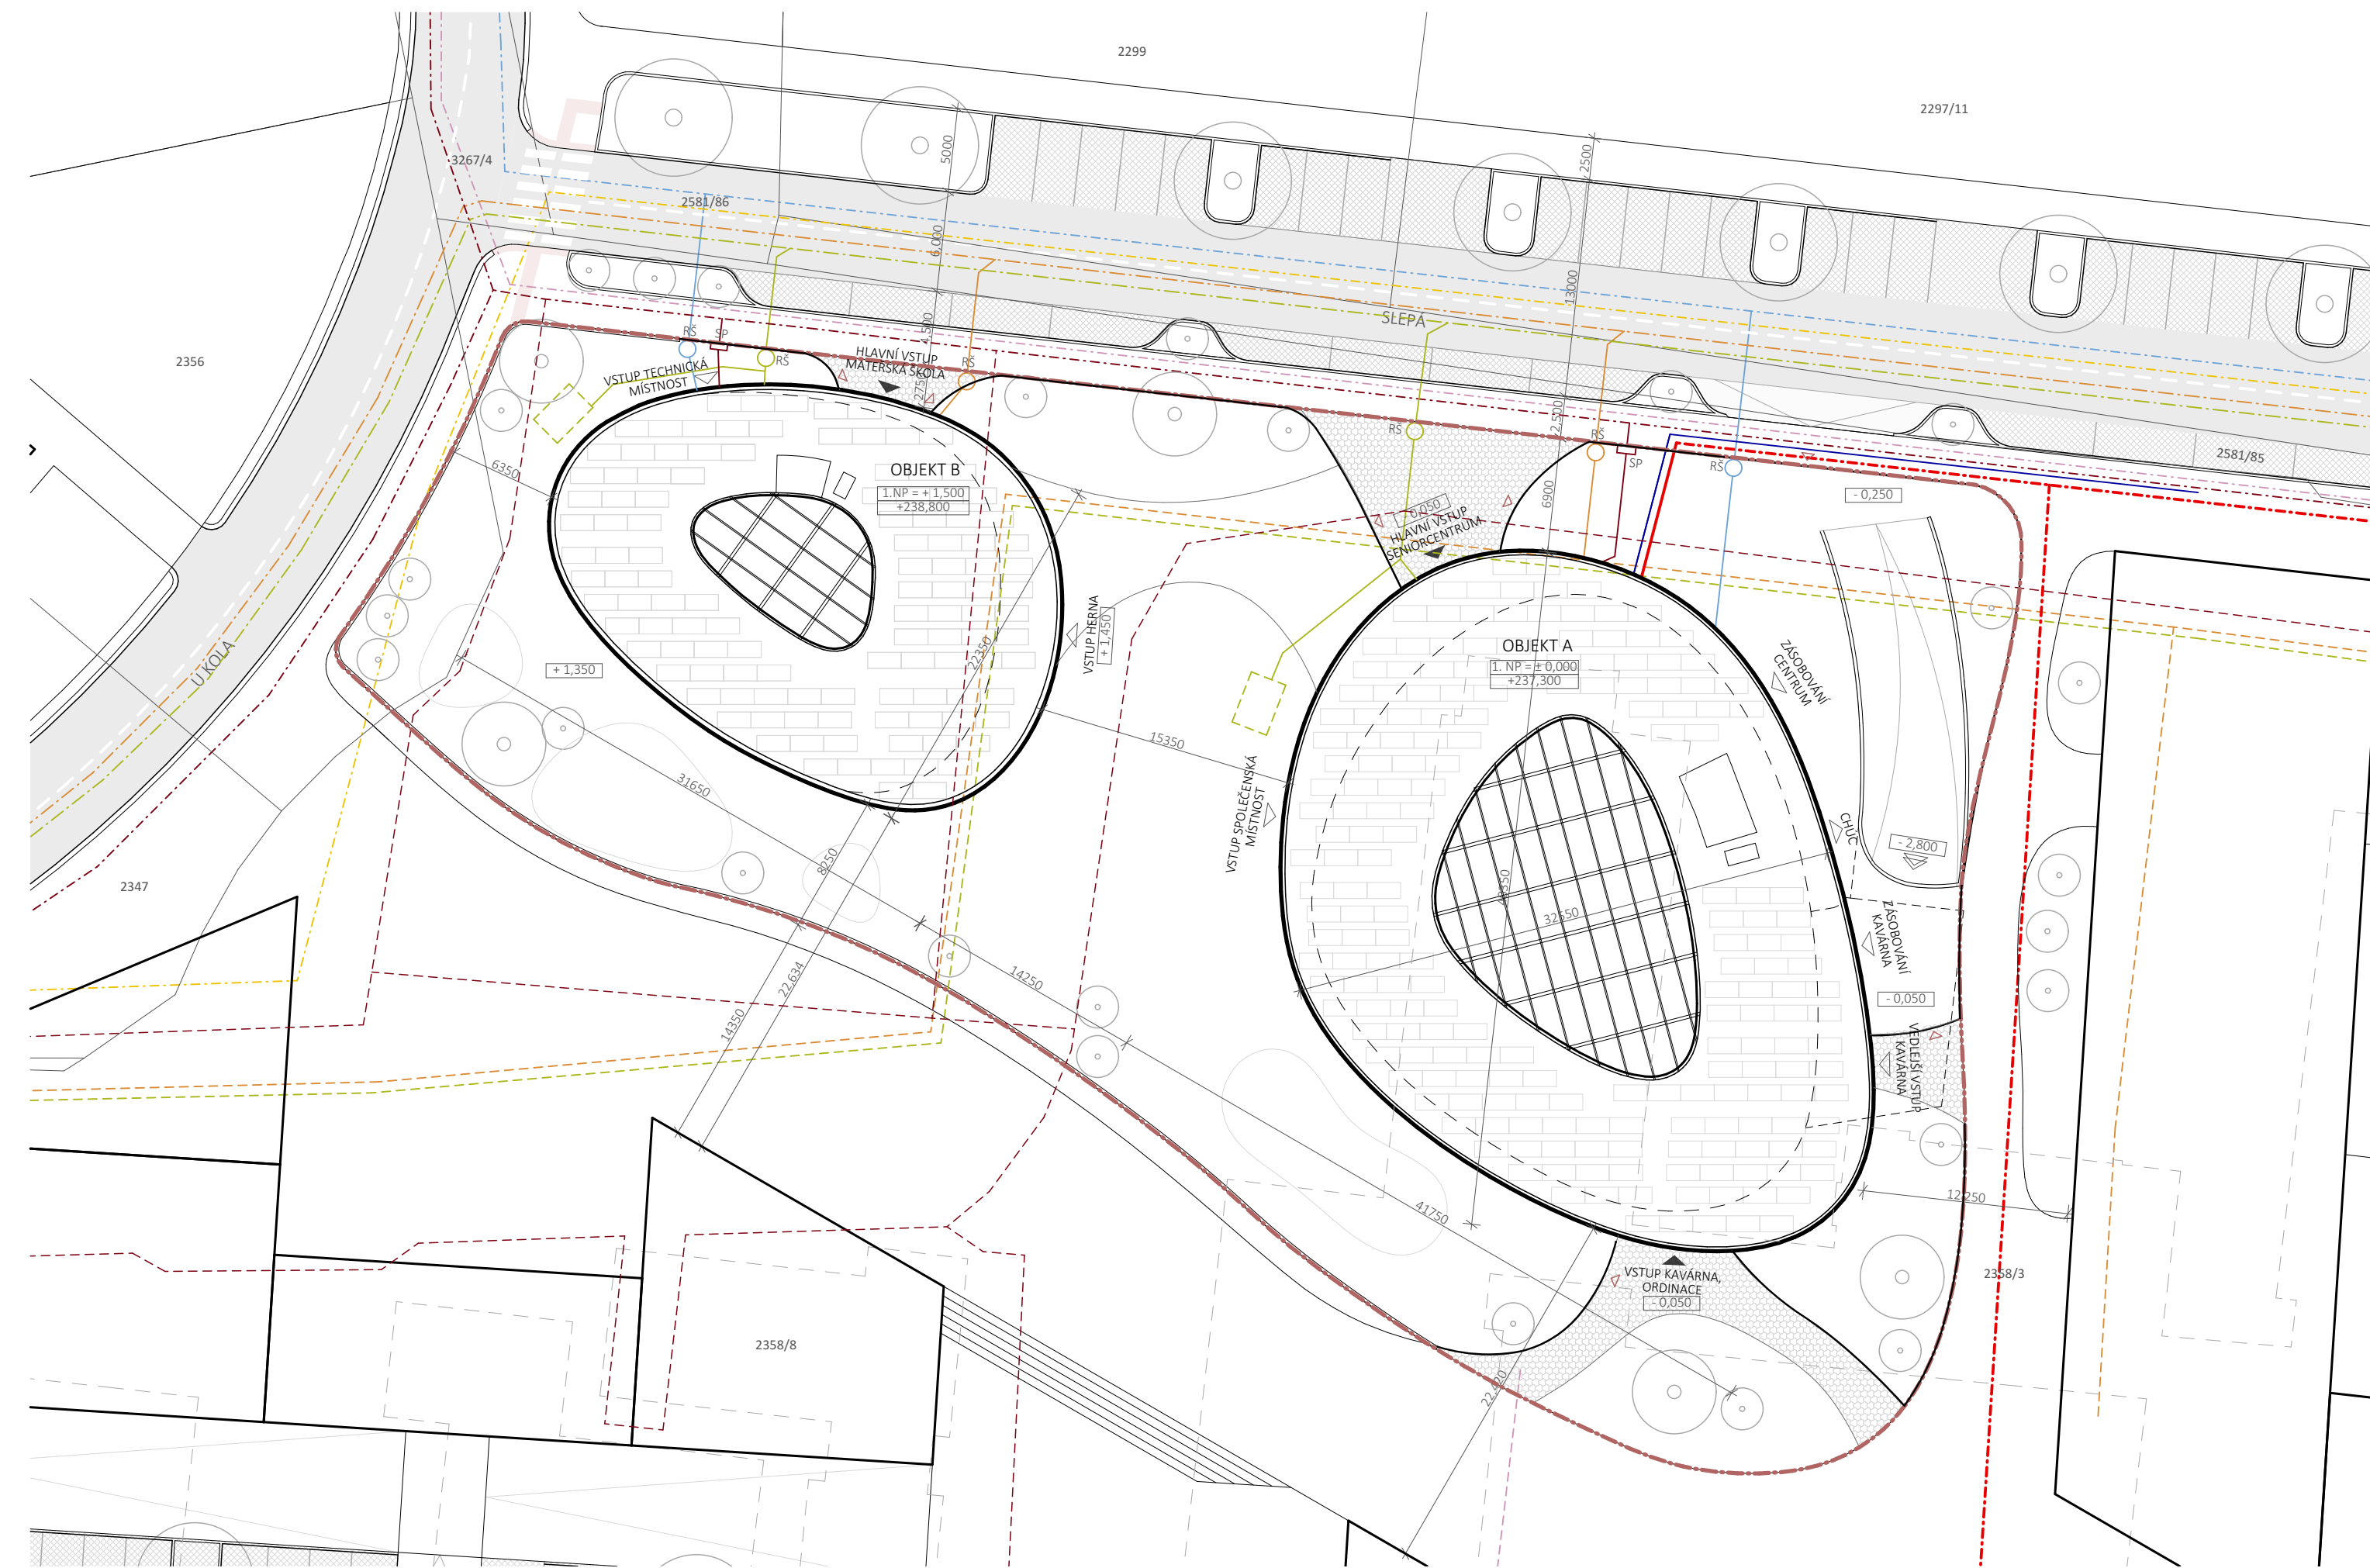 2299
2297/11
3267/4
5000
2500
2581/86
6,000
13000
SLEPÁ
4,500
RŠ
SP
RŠ
HLAVNÍ VSTUP
MATEŘSKÁ ŠKOLA
RŠ
2356
VSTUP TECHNICKÁ
MÍSTNOST
2750
2,500
RŠ
RŠ
SP
RŠ
2581/85
6350
OBJEKT B
1.NP = + 1,500
+238,800
- 0,250
6900
- 0,050
HLAVNÍ VSTUP
SENIORCENTRUM
U KOLA
+ 1,350
22350
VSTUP HERNA
+ 1,450
OBJEKT A
1. NP = ± 0,000
+237,300
ZÁSOBOVÁNÍ
CENTRUM
15350
31650
VSTUP SPOLEČENSKÁ
MÍSTNOST
CHÚC
- 2,800
8250
2347
32550
ZÁSOBOVÁNÍ
KAVÁRNA
22,634
14250
- 0,050
14350
VEDLEJŠÍ VSTUP
KAVÁRNA
41750
12,250
VSTUP KAVÁRNA,
ORDINACE
- 0,050
2358/3
2358/8